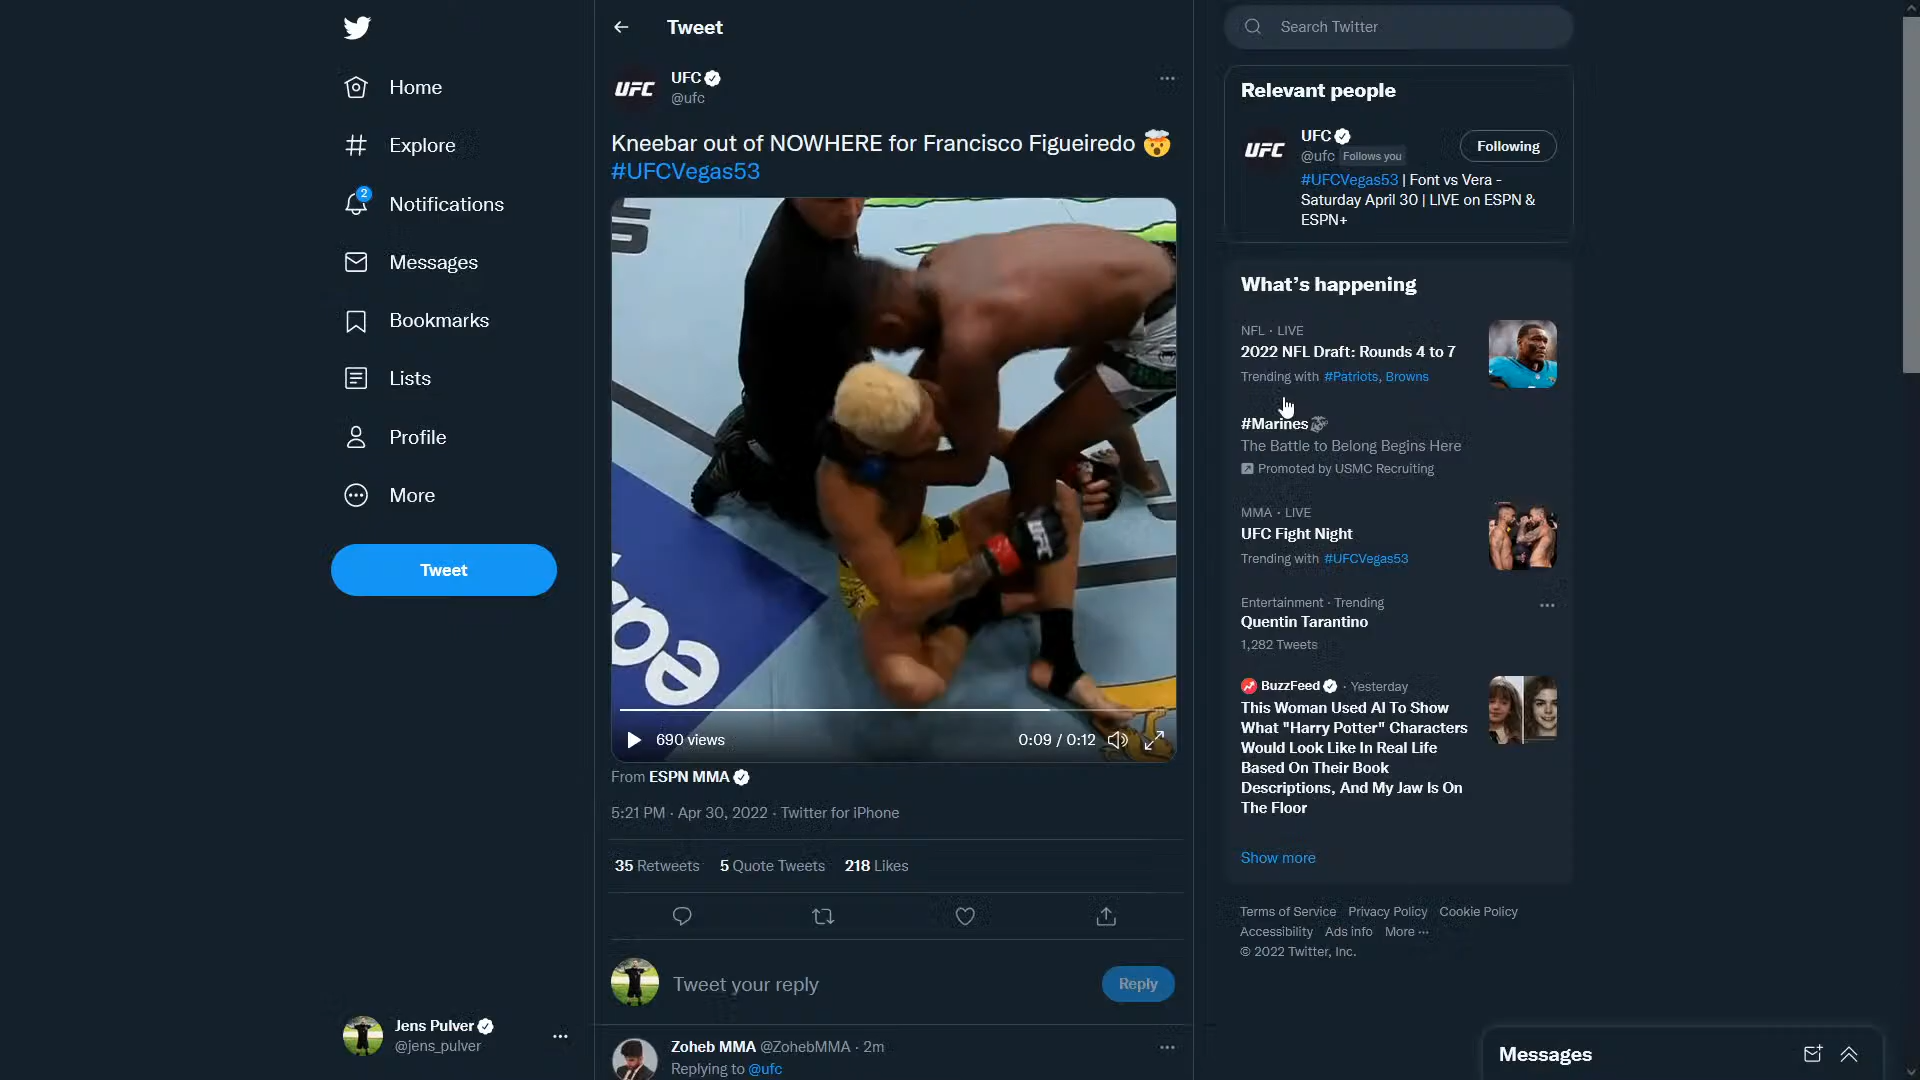 Home
Explore
2
Notifications
Messages
Bookmarks
Lists
Profile
More
Tweet
Jens Pulver
@jens_pulver
Tweet
UFC
UFC
@ufc
Kneebar out of NOWHERE for Francisco Figueiredo 🤯
#UFCVegas53
UFC
690 views
0:09 / 0:12
From ESPN MMA
5:21 PM · Apr 30, 2022 · Twitter for iPhone
35 Retweets 5 Quote Tweets 218 Likes
Tweet your reply
Reply
Zoheb MMA @ZohebMMA · 2m
Replying to @ufc
Search Twitter
Relevant people
UFC
UFC
@ufc Follows you
Following
#UFCVegas53 | Font vs Vera -
Saturday April 30 | LIVE on ESPN &
ESPN+
What's happening
NFL · LIVE
2022 NFL Draft: Rounds 4 to 7
Trending with #Patriots, Browns
#Marines
The Battle to Belong Begins Here
Promoted by USMC Recruiting
MMA · LIVE
UFC Fight Night
Trending with #UFCVegas53
Entertainment · Trending
Quentin Tarantino
1,282 Tweets
BuzzFeed · Yesterday
This Woman Used AI To Show
What "Harry Potter" Characters
Would Look Like In Real Life
Based On Their Book
Descriptions, And My Jaw Is On
The Floor
Show more
Terms of Service Privacy Policy Cookie Policy
Accessibility Ads info More ···
© 2022 Twitter, Inc.
Messages